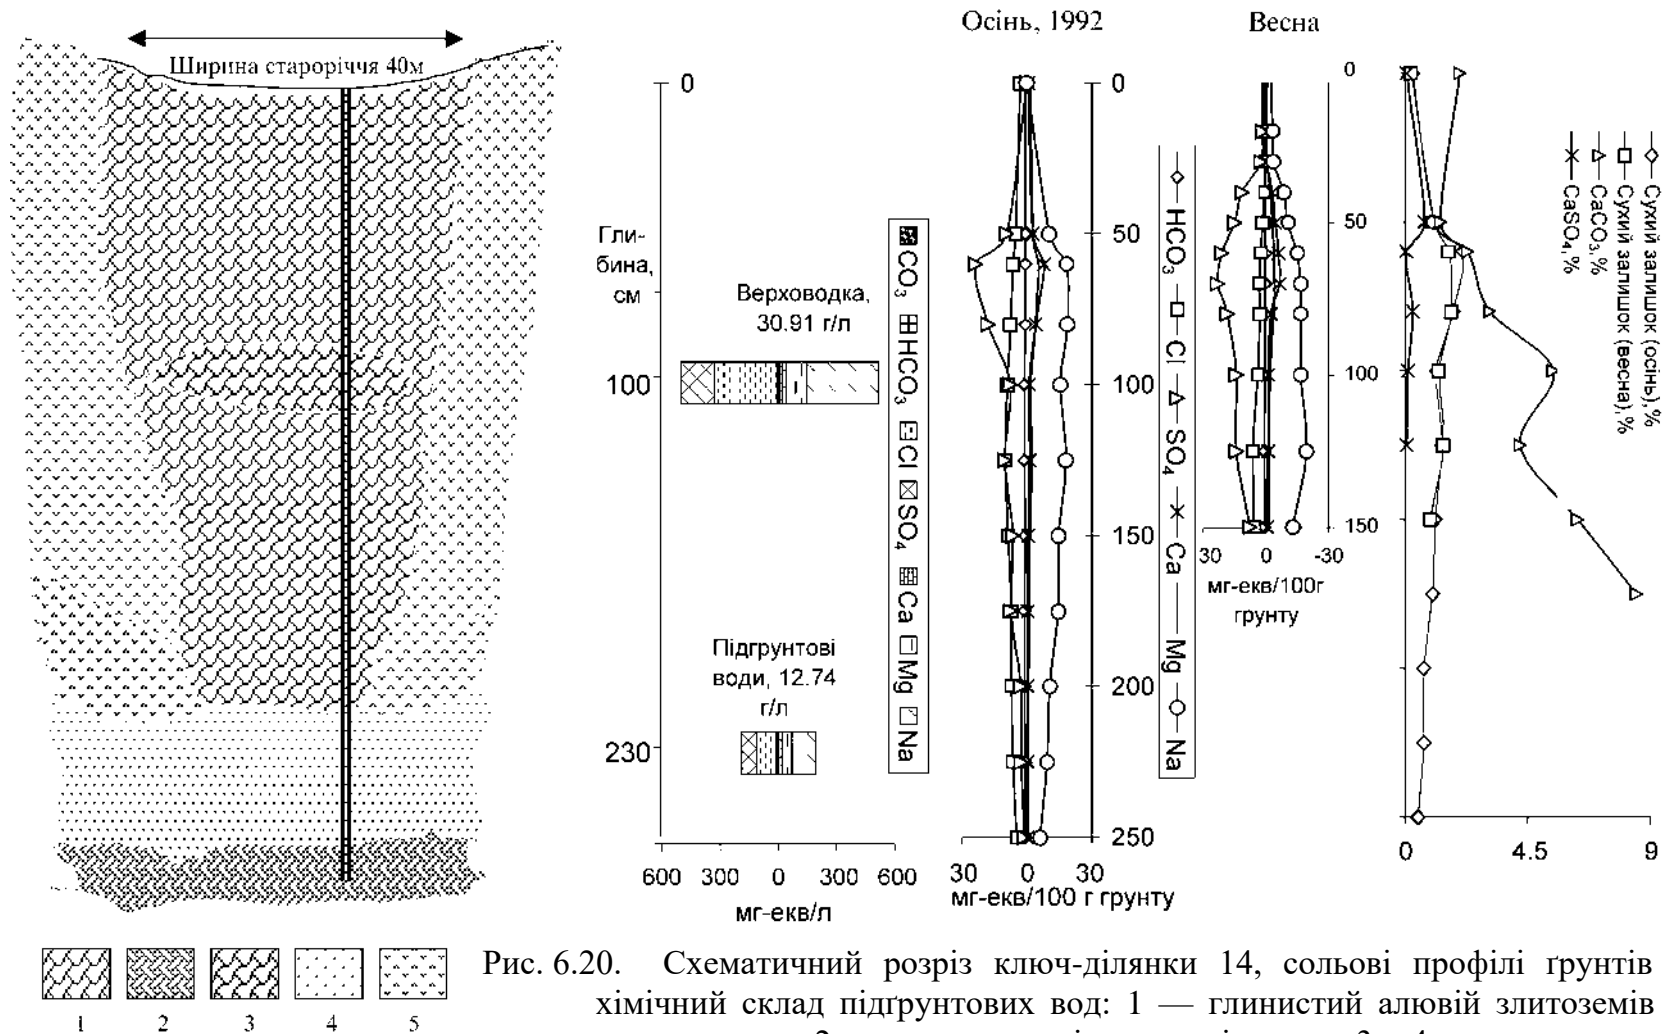 Осінь, 1992
Весна
Ширина староріччя 40м
0
Гли-
бина,
см
100
230
Верховодка,
30.91 г/л
Підгрунтові
води, 12.74
г/л
600 300 0 300 600
мг-екв/л
CO3 HCO3 Cl SO4 Ca Mg Na
0
50
100
150
200
250
30 0 30
мг-екв/100 г грунту
HCO3 Cl SO4 Ca Mg Na
30 0 -30
мг-екв/100г
грунту
0
50
100
150
0 4.5 9
Сухий залишок (осінь),%
Сухий залишок (весна),%
CaCO3,%
CaSO4,%
1 2 3 4 5
Рис. 6.20. Схематичний розріз ключ-ділянки 14, сольові профілі ґрунтів
хімічний склад підґрунтових вод: 1 — глинистий алювій злитоземів